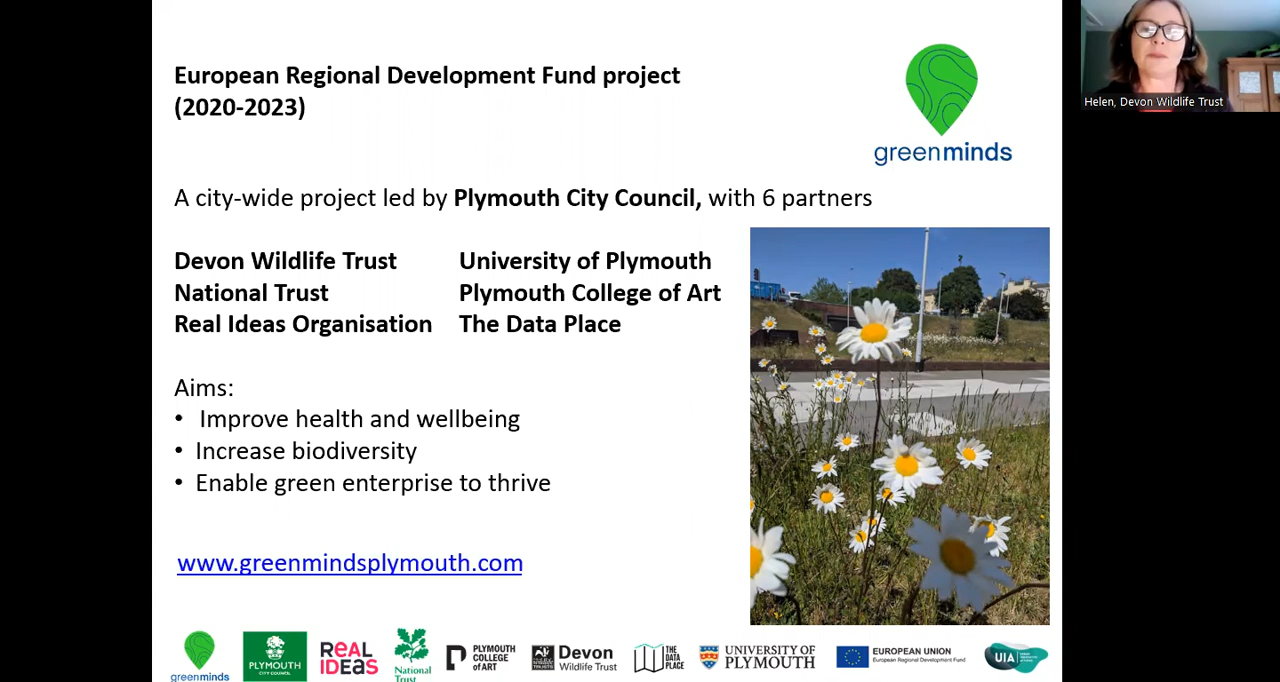 European Regional Development Fund project
(2020-2023)
greenminds
Helen, Devon Wildlife Trust
A city-wide project led by Plymouth City Council, with 6 partners
Devon Wildlife Trust University of Plymouth
National Trust Plymouth College of Art
Real Ideas Organisation The Data Place
Aims:
• Improve health and wellbeing
• Increase biodiversity
• Enable green enterprise to thrive
www.greenmindsplymouth.com
greenminds
PLYMOUTH
CITY COUNCIL
REAL
IDEAS
National
Trust
PLYMOUTH
COLLEGE
OF ART
Devon
Wildlife Trust
THE DATA
PLACE
UNIVERSITY OF
PLYMOUTH
EUROPEAN UNION
European Regional Development Fund
UIA